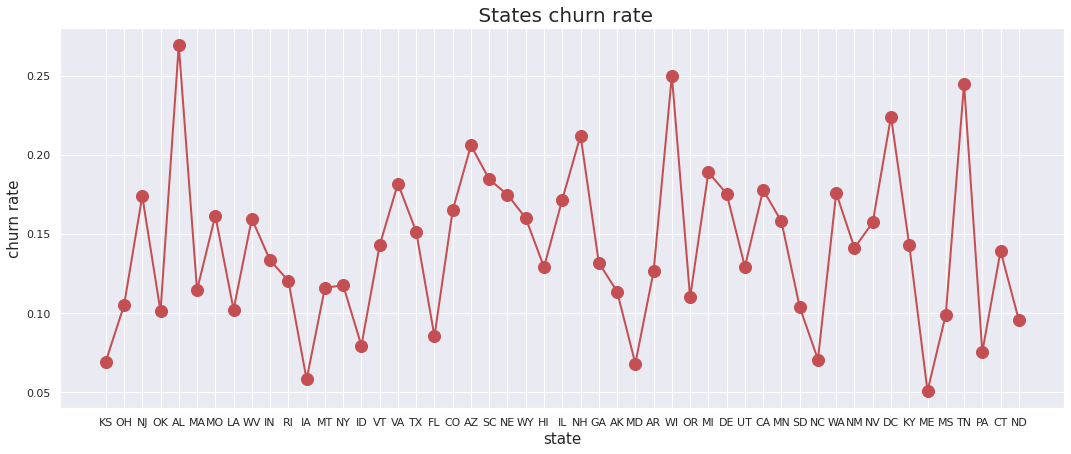 States churn rate
churn rate
0.25
0.20
0.15
0.10
0.05
KS OH NJ OK AL MA MO LA WV IN RI IA MT NY ID VT VA TX FL CO AZ SC NE WY HI IL NH GA AK MD AR WI OR MI DE UT CA MN SD NC WA NM NV DC KY ME MS TN PA CT ND
state